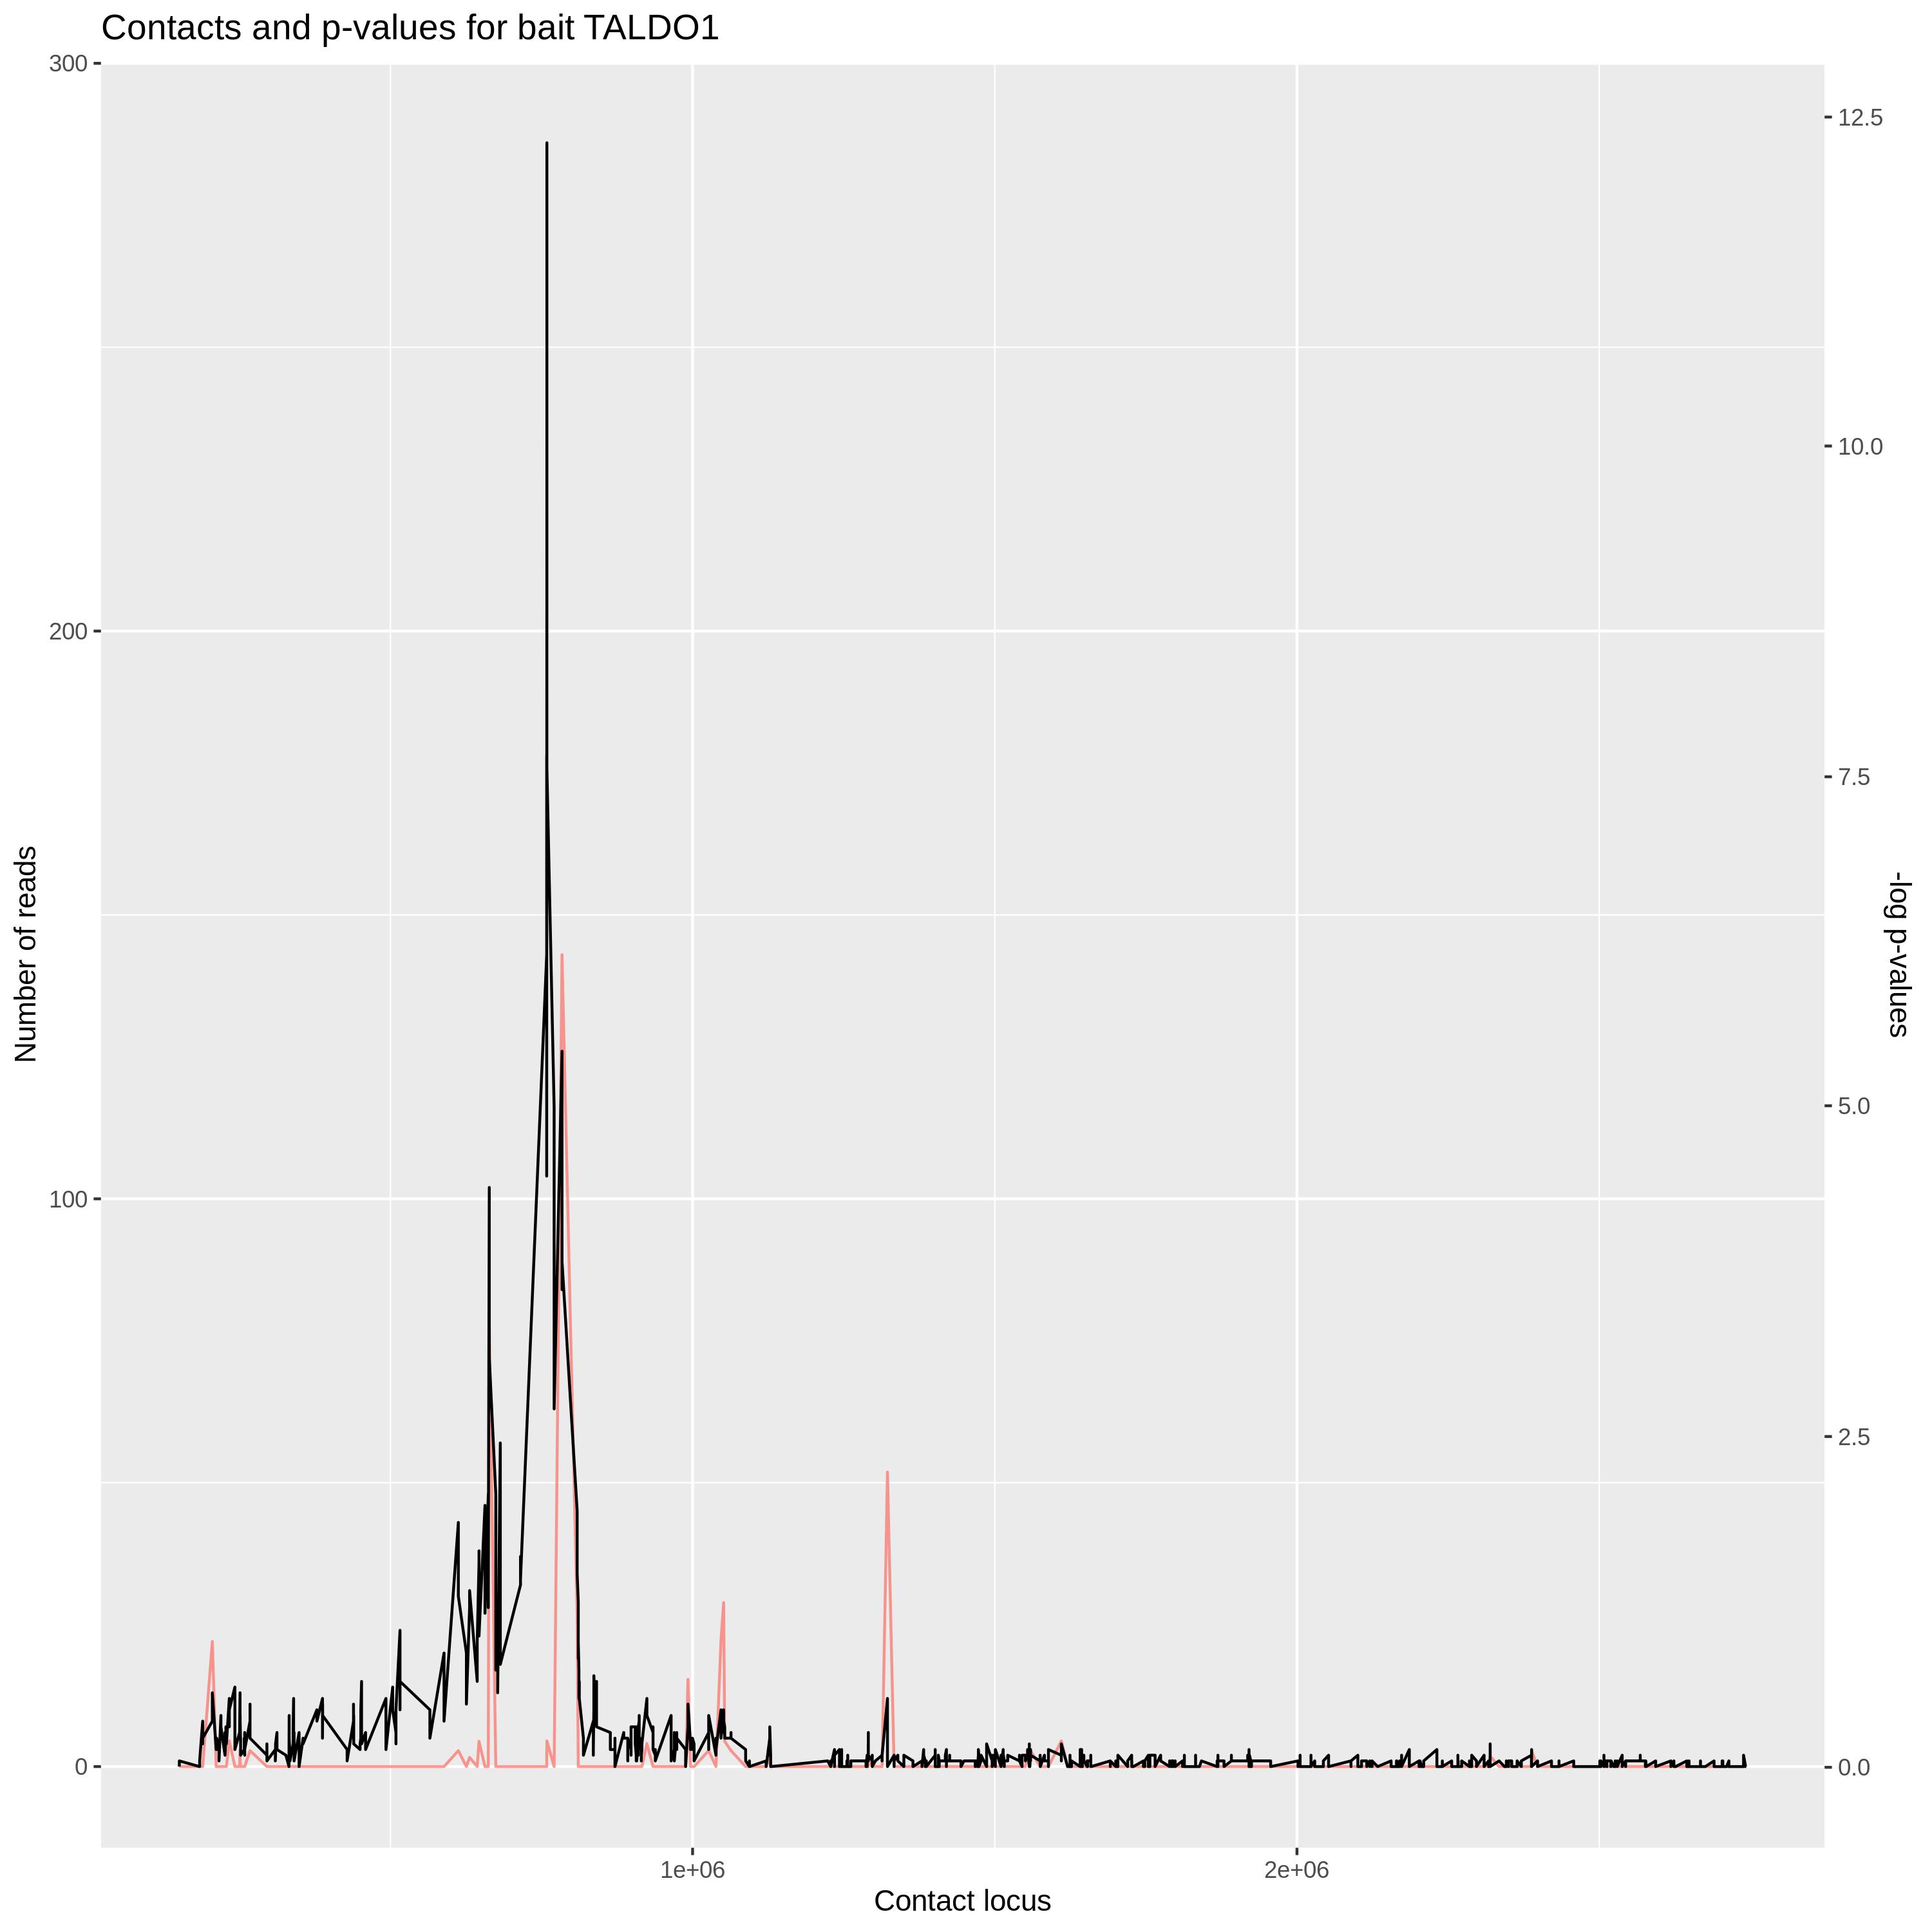 Contacts and p-values for bait TALDO1
300
200
100
0
Number of reads
12.5
10.0
7.5
5.0
2.5
0.0
-log p-values
1e+06
2e+06
Contact locus